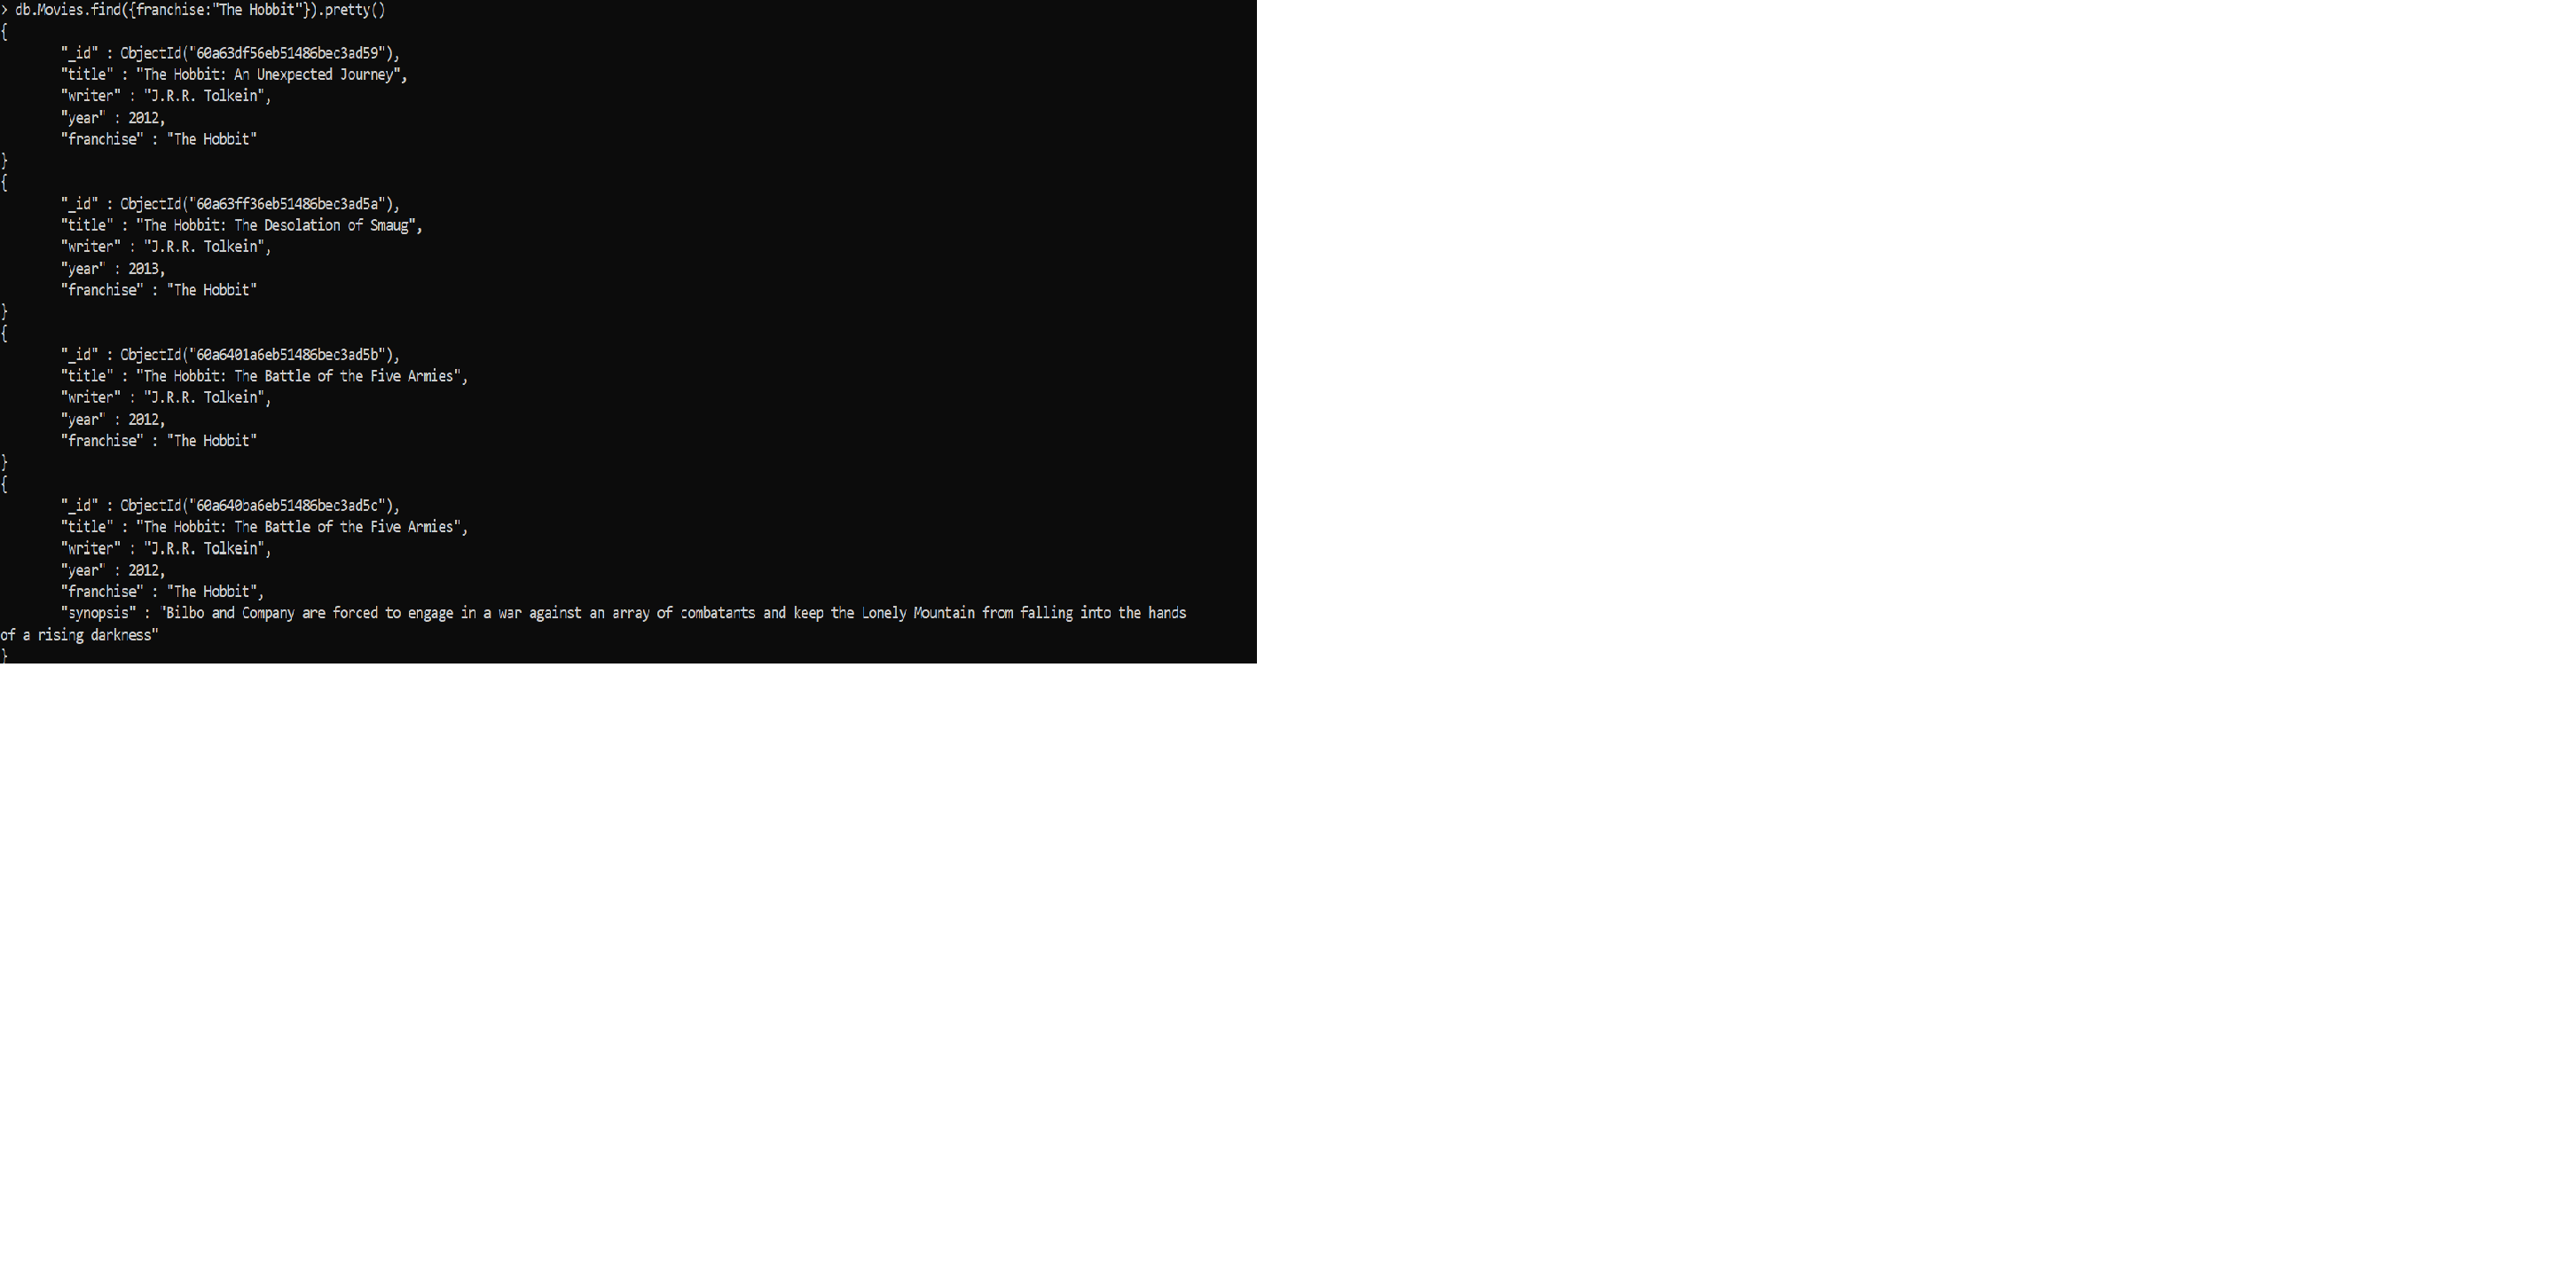 > db.Movies.find({franchise:"The Hobbit"}).pretty()
{
"_id" : ObjectId("60a63df56eb51486bec3ad59"),
"title" : "The Hobbit: An Unexpected Journey",
"writer" : "J.R.R. Tolkein",
"year" : 2012,
"franchise" : "The Hobbit"
}
{
"_id" : ObjectId("60a63ff36eb51486bec3ad5a"),
"title" : "The Hobbit: The Desolation of Smaug",
"writer" : "J.R.R. Tolkein",
"year" : 2013,
"franchise" : "The Hobbit"
}
{
"_id" : ObjectId("60a6401a6eb51486bec3ad5b"),
"title" : "The Hobbit: The Battle of the Five Armies",
"writer" : "J.R.R. Tolkein",
"year" : 2012,
"franchise" : "The Hobbit"
}
{
"_id" : ObjectId("60a640ba6eb51486bec3ad5c"),
"title" : "The Hobbit: The Battle of the Five Armies",
"writer" : "J.R.R. Tolkein",
"year" : 2012,
"franchise" : "The Hobbit",
"synopsis" : "Bilbo and Company are forced to engage in a war against an array of combatants and keep the Lonely Mountain from falling into the hands
of a rising darkness"
}